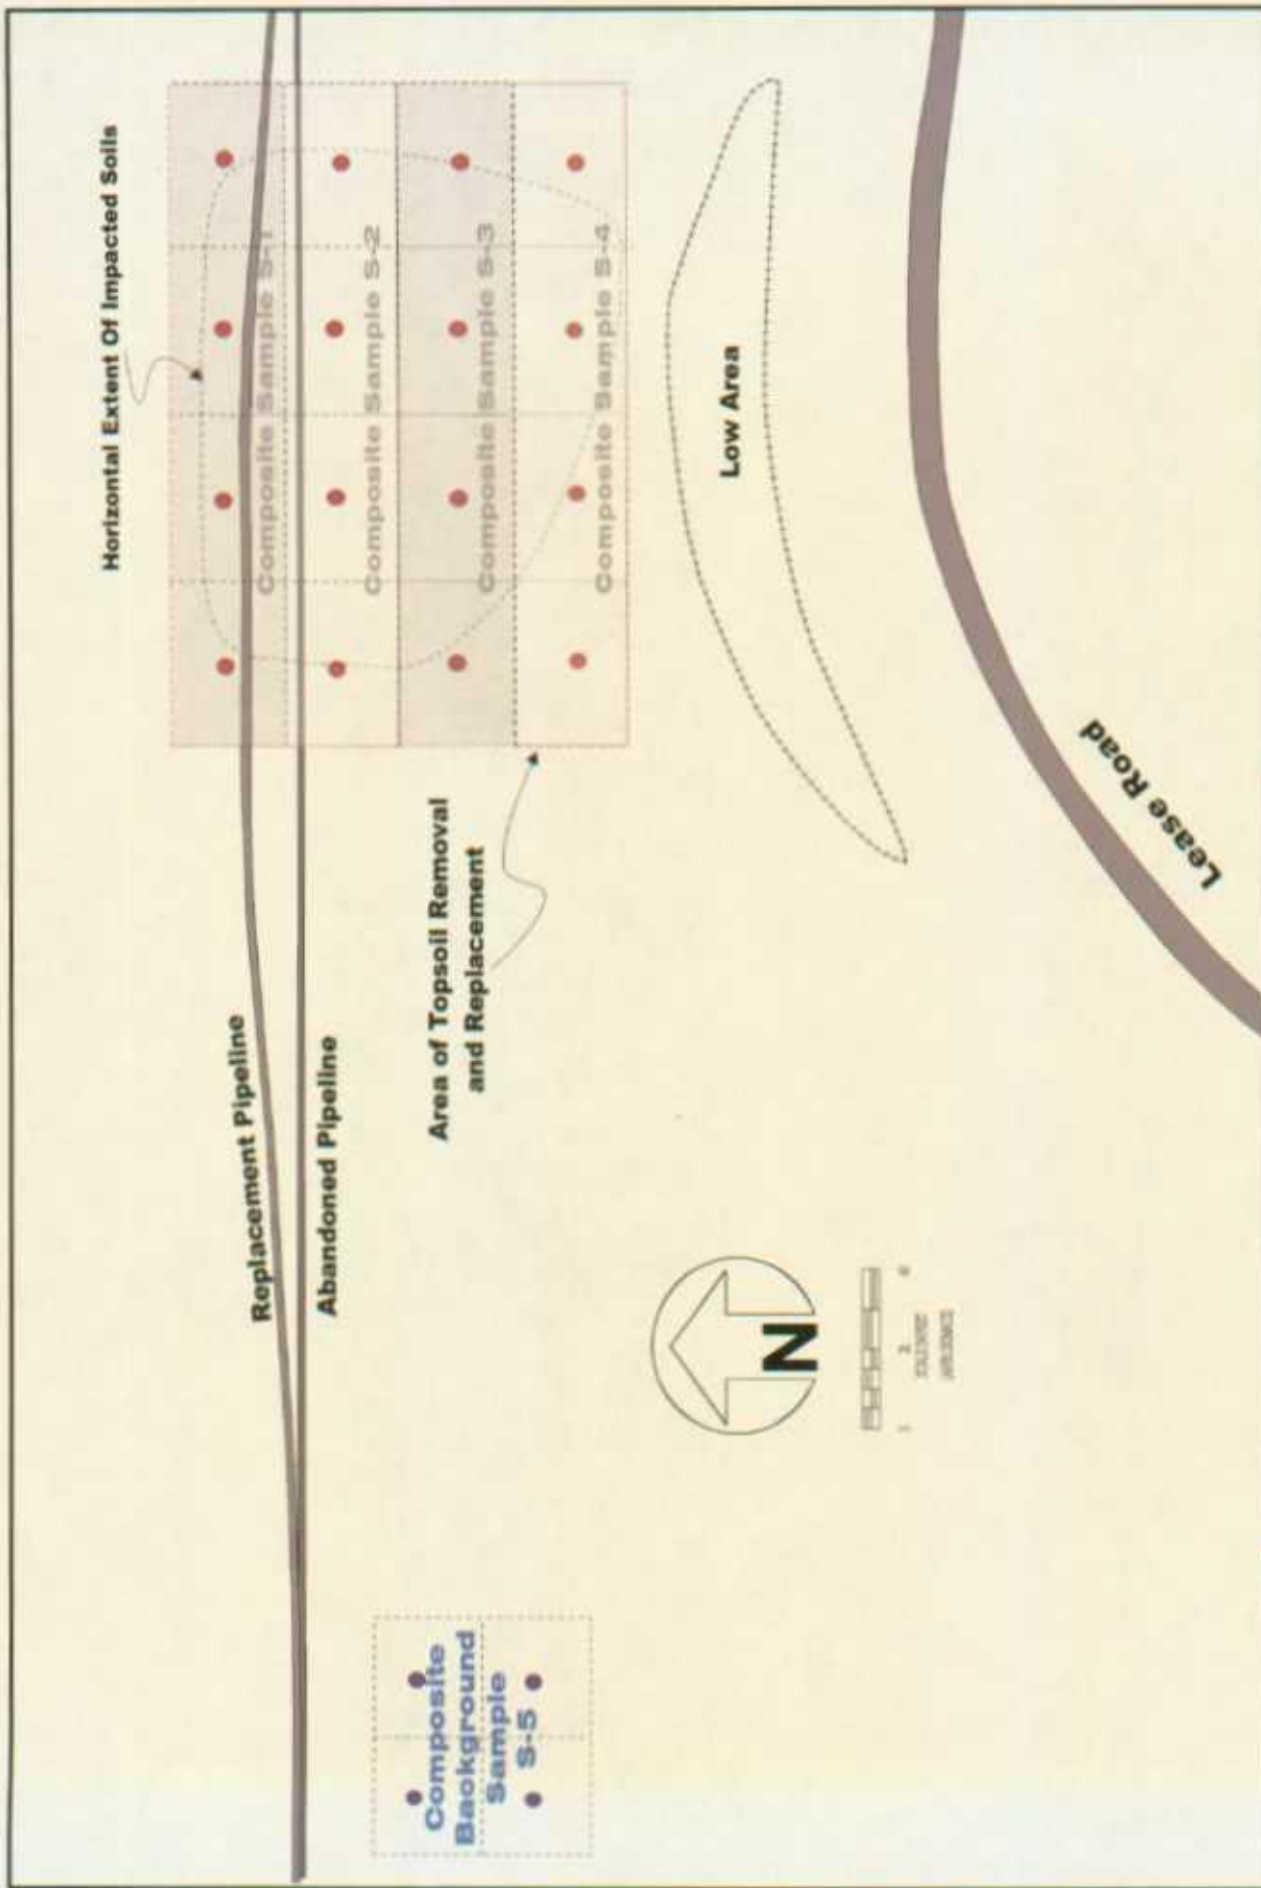 Horizontal Extent Of Impacted Soils
Composite Sample S-1
Composite Sample S-2
Composite Sample S-3
Composite Sample S-4
Low Area
Lease Road
Area of Topsoil Removal
and Replacement
Replacement Pipeline
Abandoned Pipeline
N
Composite
Background
Sample
S-5